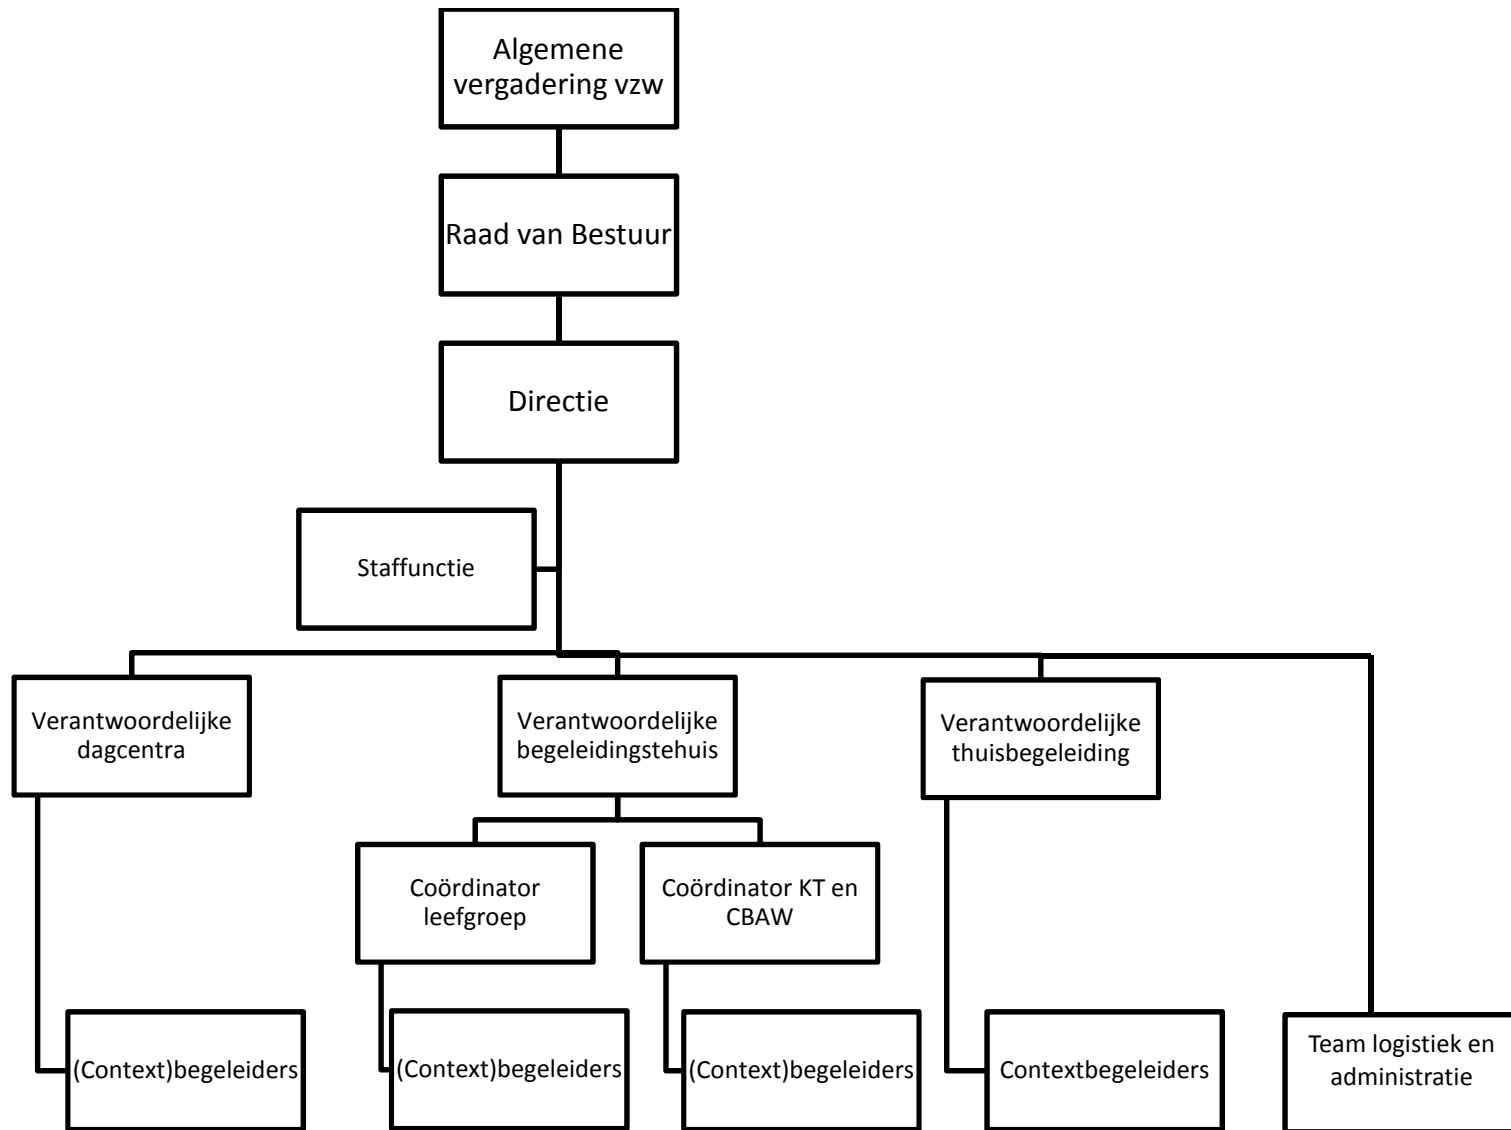 Algemene
vergadering vzw
Raad van Bestuur
Directie
Staffunctie
Verantwoordelijke
dagcentra
Verantwoordelijke
begeleidingstehuis
Verantwoordelijke
thuisbegeleiding
Coördinator
leefgroep
Coördinator KT en
CBAW
(Context)begeleiders
(Context)begeleiders
(Context)begeleiders
Contextbegeleiders
Team logistiek en
administratie